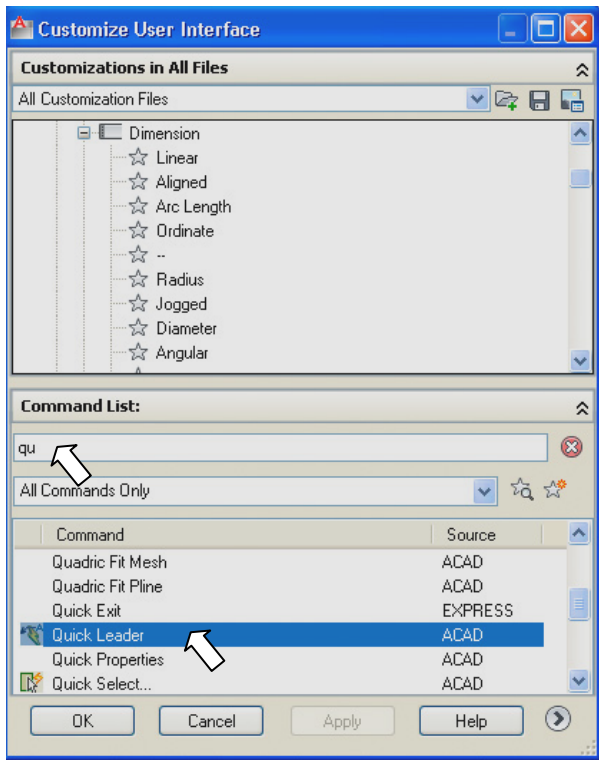 Customize User Interface
Customizations in All Files
All Customization Files
Dimension
Linear
Aligned
Arc Length
Ordinate
--
Radius
Jogged
Diameter
Angular
Command List:
qu
All Commands Only
Command Source
Quadric Fit Mesh ACAD
Quadric Fit Pline ACAD
Quick Exit EXPRESS
Quick Leader ACAD
Quick Properties ACAD
Quick Select... ACAD
OK Cancel Apply Help